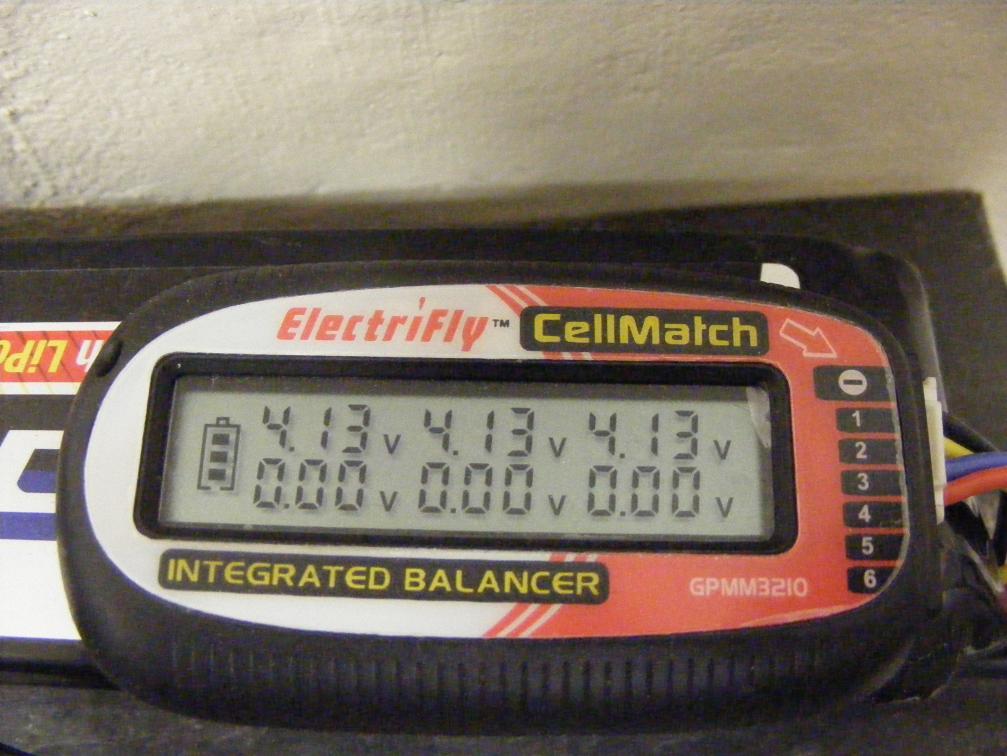 ElectriFly™ CellMatch
4.13 V 4.13 V 4.13 V
0.00 V 0.00 V 0.00 V
INTEGRATED BALANCER
GPMM3210
1
2
3
4
5
6
LiPo